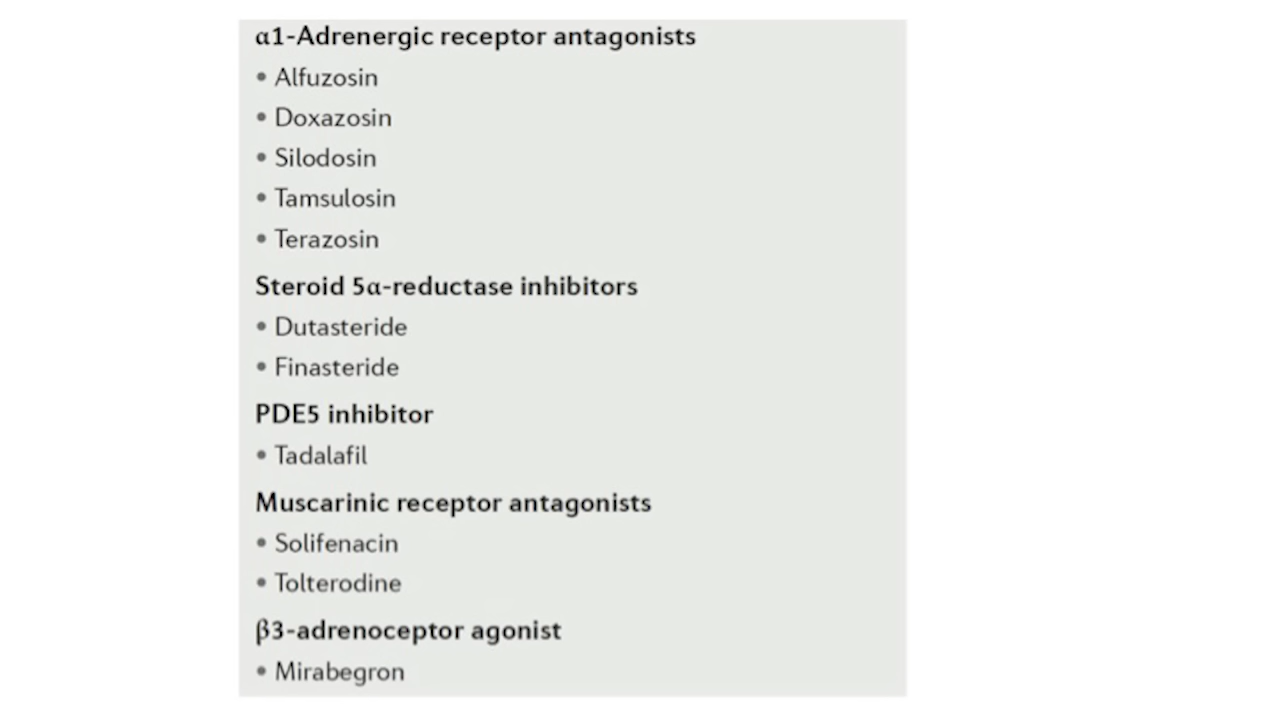 α1-Adrenergic receptor antagonists
• Alfuzosin
• Doxazosin
• Silodosin
• Tamsulosin
• Terazosin
Steroid 5α-reductase inhibitors
• Dutasteride
• Finasteride
PDE5 inhibitor
• Tadalafil
Muscarinic receptor antagonists
• Solifenacin
• Tolterodine
β3-adrenoceptor agonist
• Mirabegron